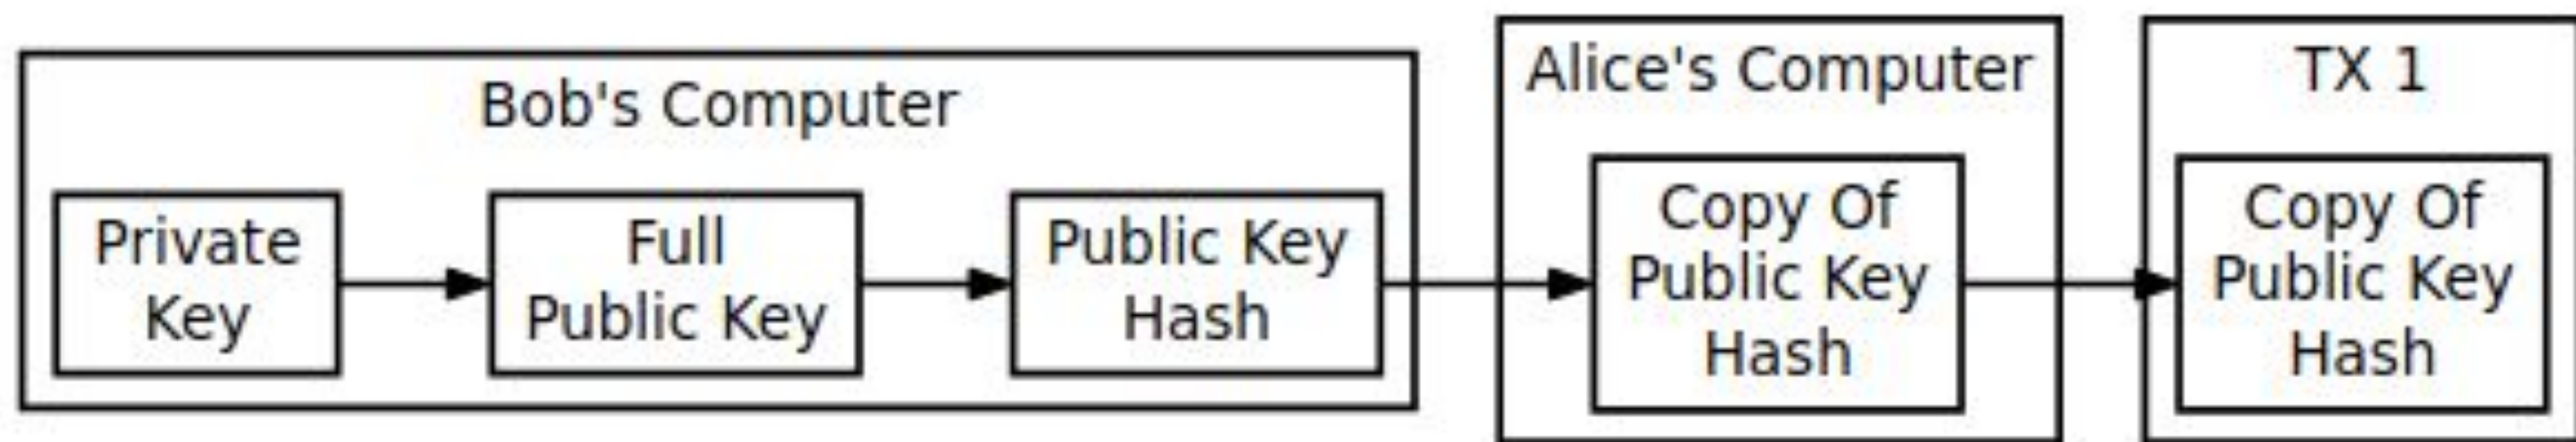 Bob's Computer
Private
Key
Full
Public Key
Public Key
Hash
Alice's Computer
Copy Of
Public Key
Hash
TX 1
Copy Of
Public Key
Hash